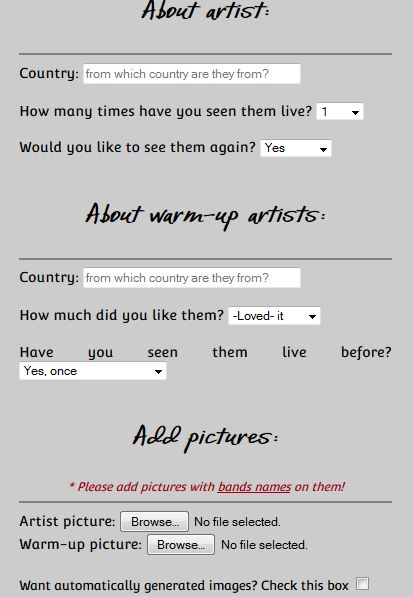 About artist:
Country: from which country are they from?
How many times have you seen them live? 1
Would you like to see them again? Yes
About warm-up artists:
Country: from which country are they from?
How much did you like them? -Loved- it
Have you seen them live before?
Yes, once
Add pictures:
* Please add pictures with bands names on them!
Artist picture: Browse... No file selected.
Warm-up picture: Browse... No file selected.
Want automatically generated images? Check this box